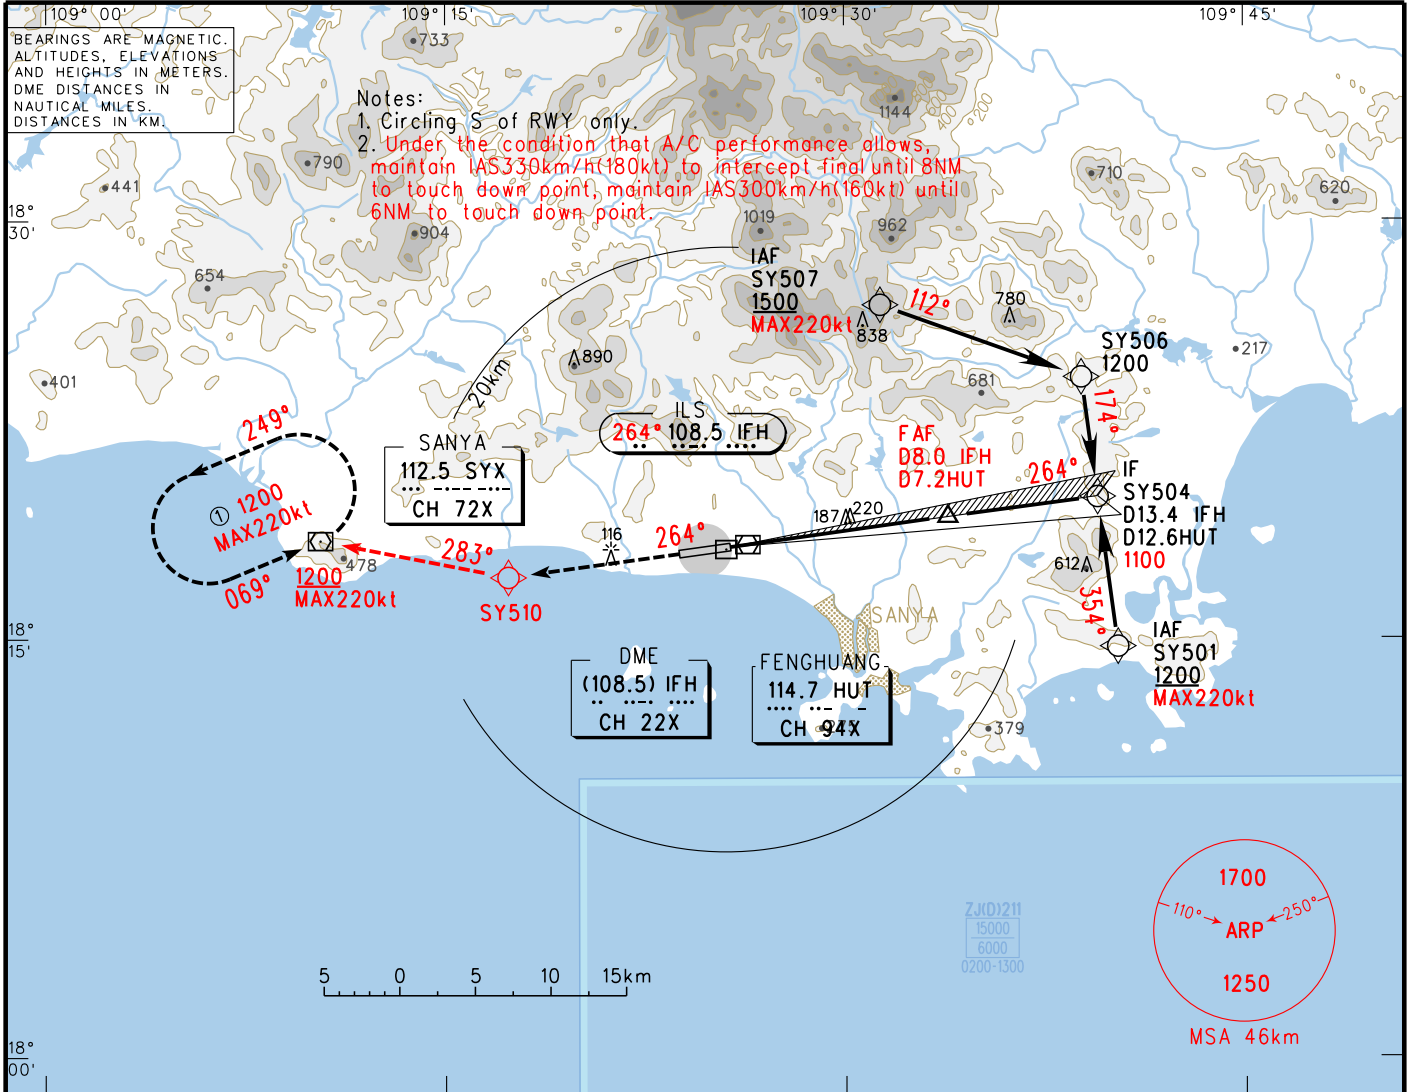 109° 00'
109° 15'
109° 30'
109° 45'
BEARINGS ARE MAGNETIC.
ALTITUDES, ELEVATIONS
AND HEIGHTS IN METERS.
DME DISTANCES IN
NAUTICAL MILES.
DISTANCES IN KM.
733
Notes:
1. Circling S of RWY only.
2. Under the condition that A/C performance allows,
maintain IAS330km/h(180kt) to intercept final until 8NM
to touch down point, maintain IAS300km/h(160kt) until
6NM to touch down point.
1144
400
200
790
441
710
620
18°
30'
904
1019
962
654
IAF
SY507
1500
MAX220kt
112°
838
780
SY506
1200
217
890
20km
401
681
174°
249°
ILS
264° 108.5 IFH
SANYA
112.5 SYX
CH 72X
FAF
D8.0 IFH
D7.2HUT
264°
IF
SY504
D13.4 IFH
D12.6HUT
1100
① 1200
MAX220kt
187
220
116
264°
283°
478
069°
1200
MAX220kt
SY510
612
354°
SANYA
18°
15'
IAF
SY501
1200
MAX220kt
DME
(108.5) IFH
CH 22X
FENGHUANG
114.7 HUT
CH 94X
379
1700
110°
250°
ARP
1250
MSA 46km
ZJ(D)211
15000
6000
0200-1300
5 0 5 10 15km
18°
00'